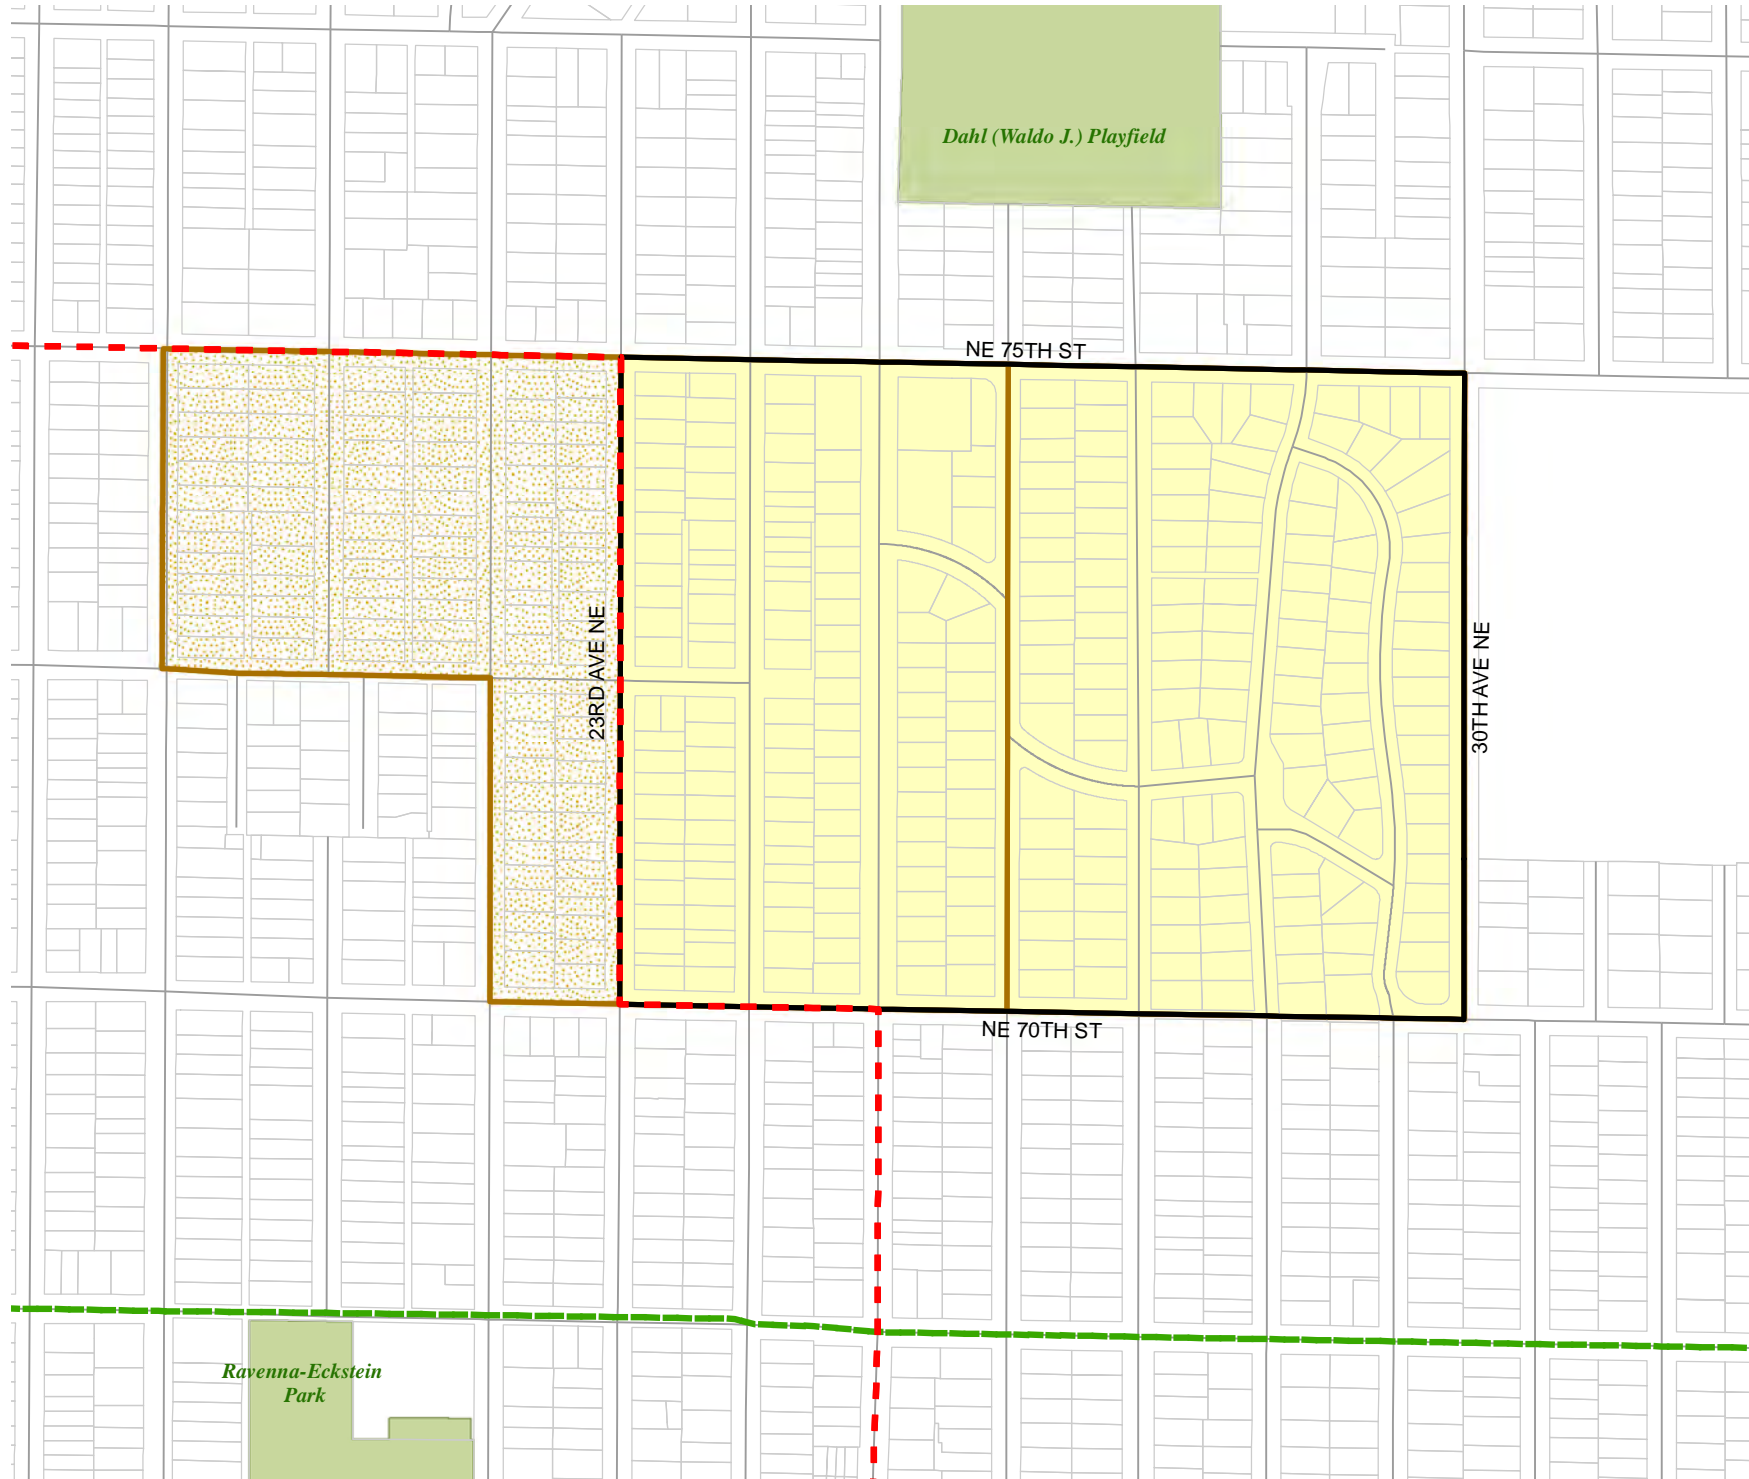 Dahl (Waldo J.) Playfield
NE 75TH ST
23RD AVE NE
30TH AVE NE
NE 70TH ST
Ravenna-Eckstein
Park